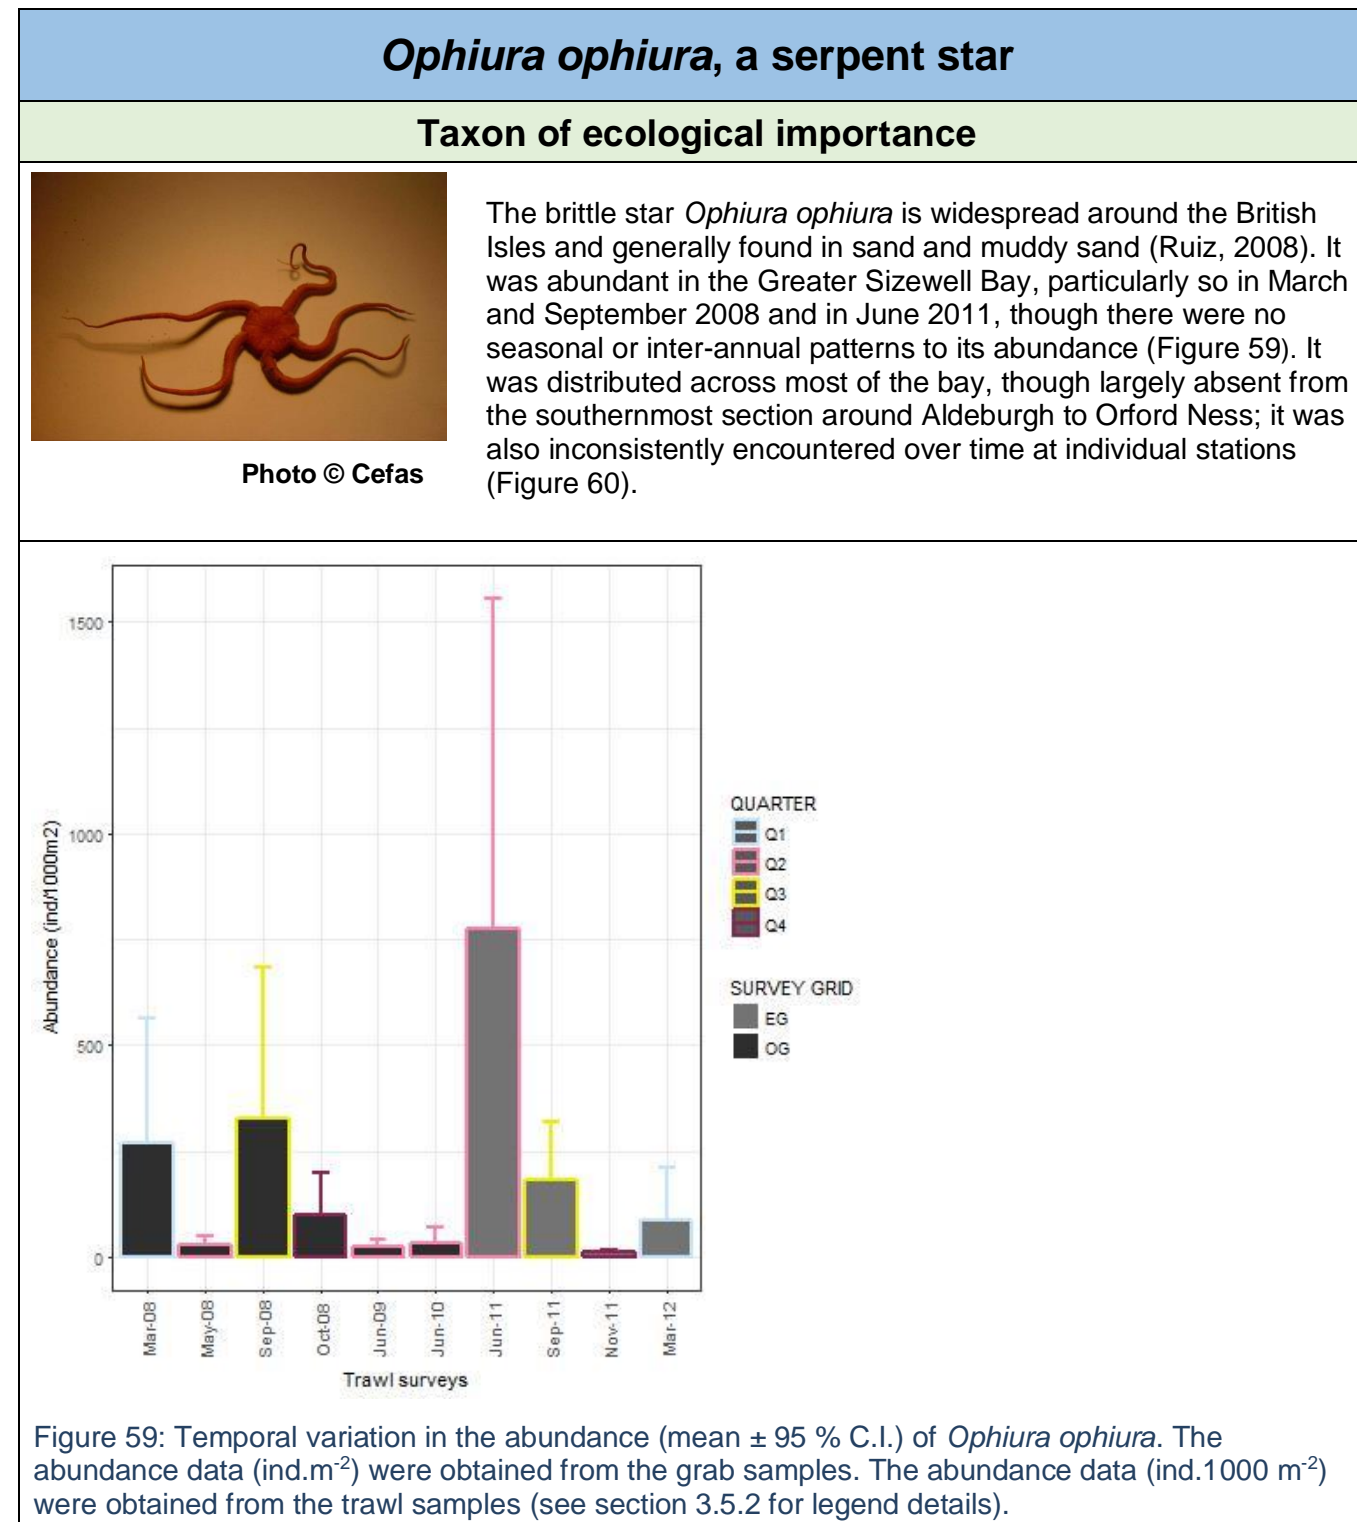 Ophiura ophiura, a serpent star
Taxon of ecological importance
The brittle star Ophiura ophiura is widespread around the British
Isles and generally found in sand and muddy sand (Ruiz, 2008). It
was abundant in the Greater Sizewell Bay, particularly so in March
and September 2008 and in June 2011, though there were no
seasonal or inter-annual patterns to its abundance (Figure 59). It
was distributed across most of the bay, though largely absent from
the southernmost section around Aldeburgh to Orford Ness; it was
also inconsistently encountered over time at individual stations
(Figure 60).
Photo © Cefas
1500
1000
500
0
Abundance (ind/1000m2)
Mar-08
May-08
Sep-08
Oct-08
Jun-09
Jun-10
Jun-11
Sep-11
Nov-11
Mar-12
Trawl surveys
QUARTER
Q1
Q2
Q3
Q4
SURVEY GRID
EG
OG
Figure 59: Temporal variation in the abundance (mean ± 95 % C.I.) of Ophiura ophiura. The
abundance data (ind.m-2) were obtained from the grab samples. The abundance data (ind.1000 m-2)
were obtained from the trawl samples (see section 3.5.2 for legend details).